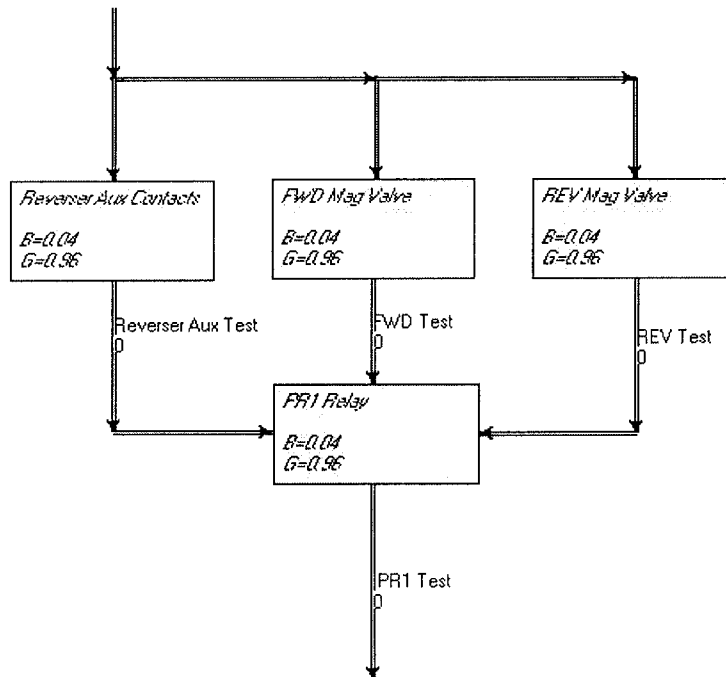 Reverser Aux Contacts
B=0.04
G=0.96
FWD Mag Valve
B=0.04
G=0.96
REV Mag Valve
B=0.04
G=0.96
Reverser Aux Test
0
FWD Test
0
REV Test
0
PR1 Relay
B=0.04
G=0.96
PR1 Test
0